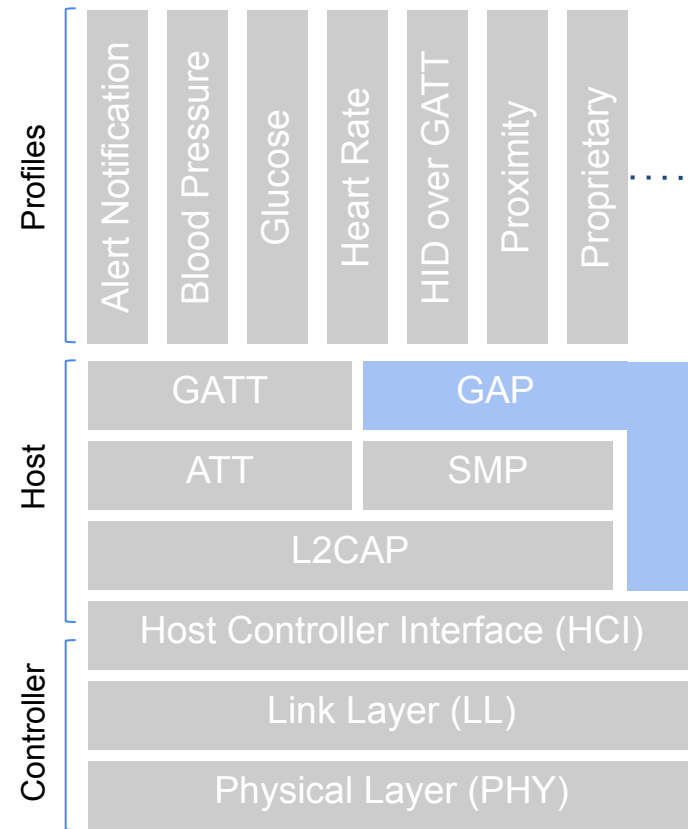 Profiles
Alert Notification
Blood Pressure
Glucose
Heart Rate
HID over GATT
Proximity
Proprietary
.....
Host
GATT
GAP
ATT
SMP
L2CAP
Host Controller Interface (HCI)
Controller
Link Layer (LL)
Physical Layer (PHY)